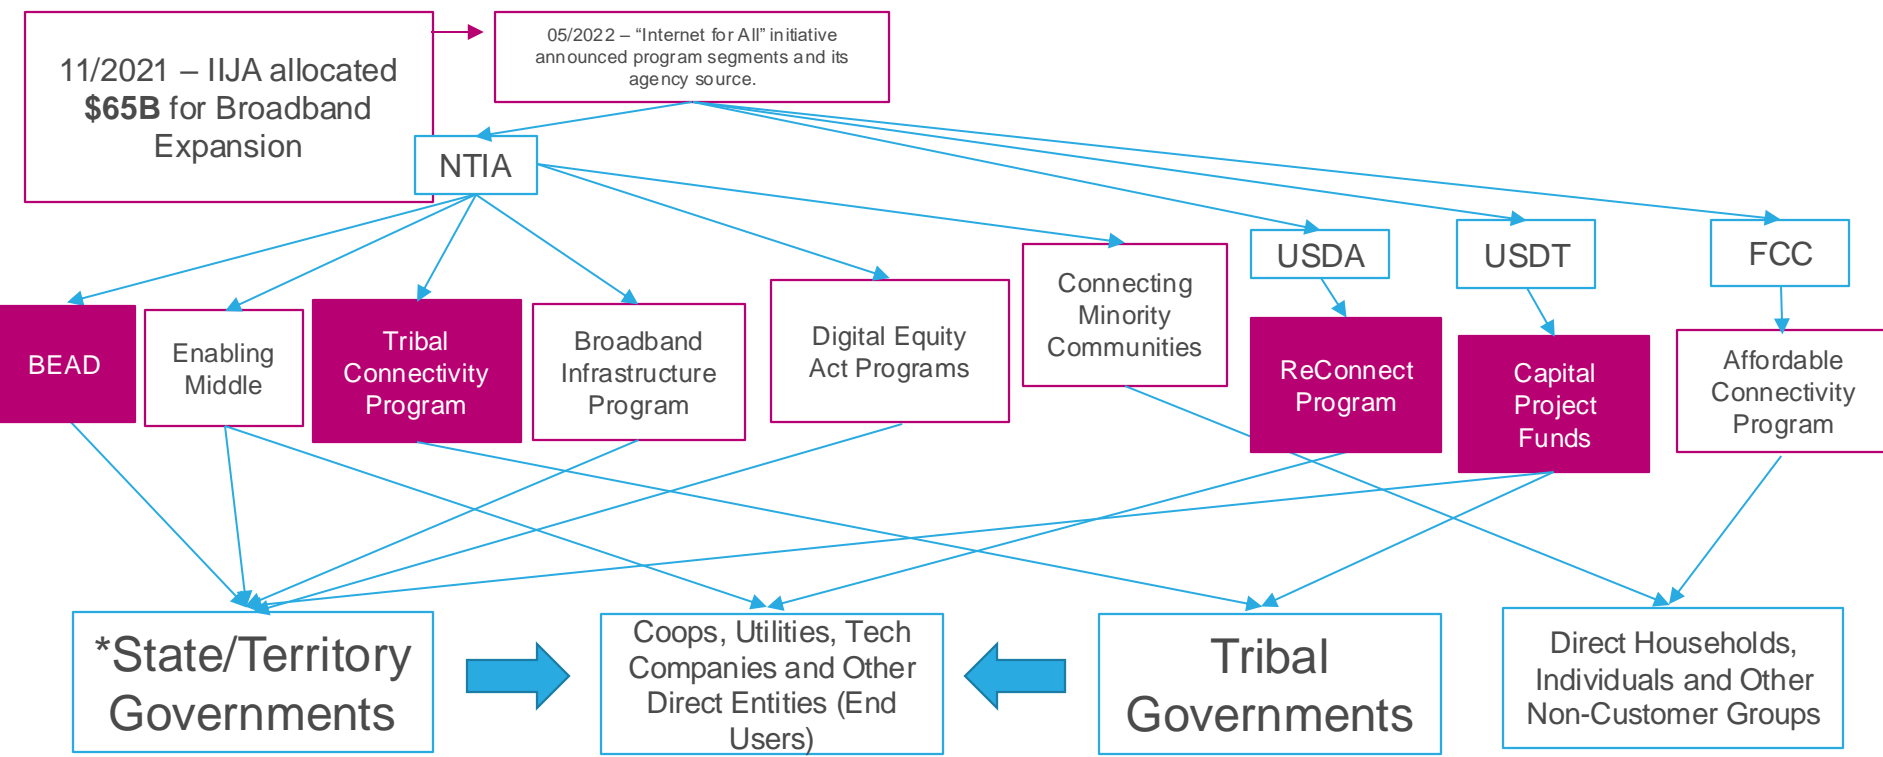 11/2021 – IIJA allocated
$65B for Broadband
Expansion
05/2022 – “Internet for All” initiative
announced program segments and its
agency source.
NTIA
USDA
USDT
FCC
BEAD
Enabling
Middle
Tribal
Connectivity
Program
Broadband
Infrastructure
Program
Digital Equity
Act Programs
Connecting
Minority
Communities
ReConnect
Program
Capital
Project
Funds
Affordable
Connectivity
Program
*State/Territory
Governments
Coops, Utilities, Tech
Companies and Other
Direct Entities (End
Users)
Tribal
Governments
Direct Households,
Individuals and Other
Non-Customer Groups